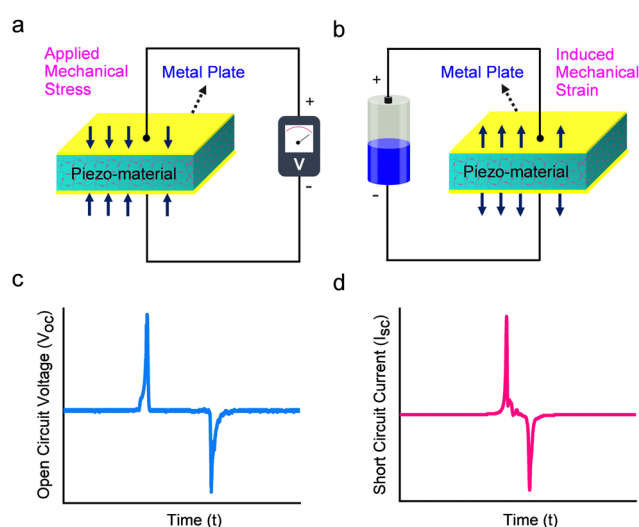 a
Applied
Mechanical
Stress
Metal Plate
+
V
-
Piezo-material
b
Induced
Mechanical
Strain
Metal Plate
+
-
Piezo-material
c
Open Circuit Voltage (Voc)
Time (t)
d
Short Circuit Current (Isc)
Time (t)